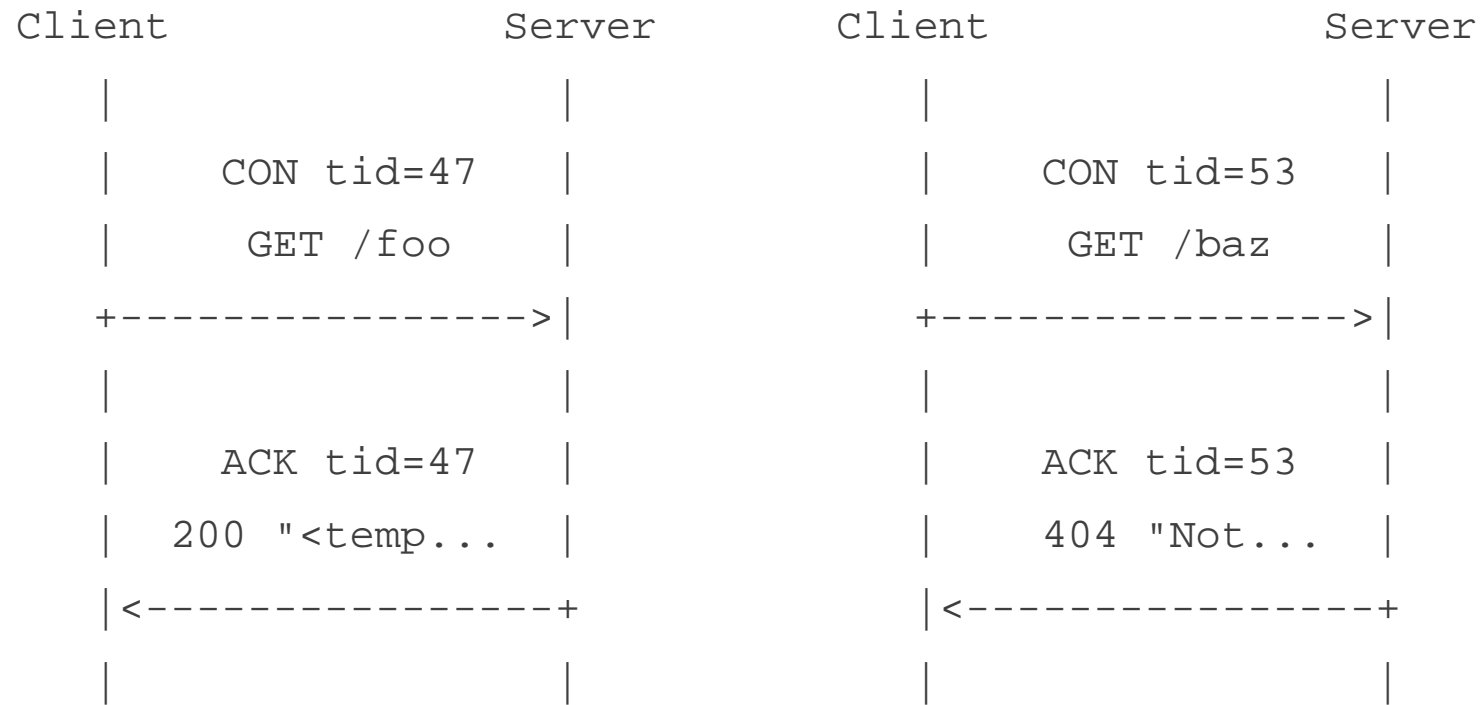 Client              Server       Client              Server
   |                  |             |                  |
   |    CON tid=47    |             |    CON tid=53    |
   |     GET /foo     |             |     GET /baz     |
   +---------------->|             +---------------->|
   |                  |             |                  |
   |    ACK tid=47    |             |    ACK tid=53    |
   |  200 "<temp...   |             |    404 "Not...   |
   |<----------------+             |<----------------+
   |                  |             |                  |